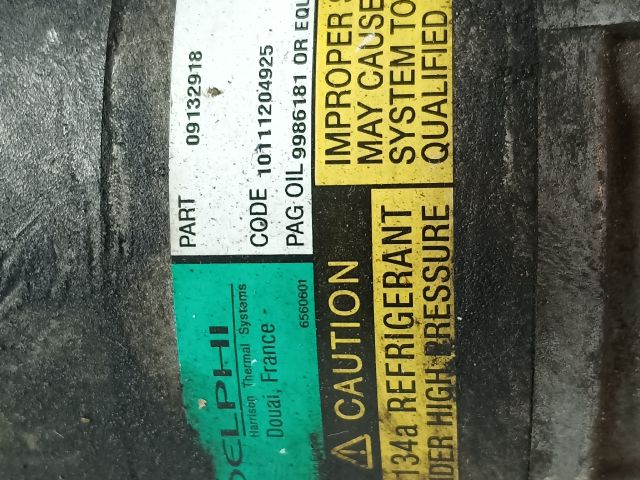 DELPHI
Harrison Thermal Systems
Douai, France
6560601
PART 09132918
CODE 10111204925
PAG OIL 9986181 OR EQU
⚠ CAUTION
IMPROPER
MAY CAUSE
SYSTEM TO
QUALIFIED
134a REFRIGERANT
DER HIGH PRESSURE